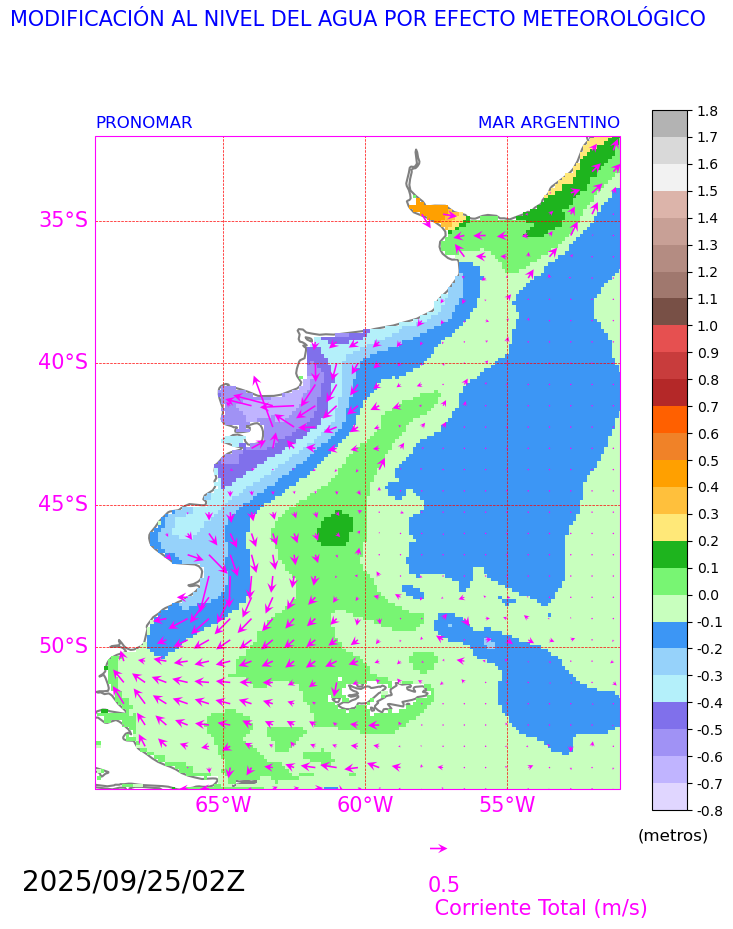 MODIFICACIÓN AL NIVEL DEL AGUA POR EFECTO METEOROLÓGICO
PRONOMAR
MAR ARGENTINO
35°S
40°S
45°S
50°S
65°W
60°W
55°W
1.8
1.7
1.6
1.5
1.4
1.3
1.2
1.1
1.0
0.9
0.8
0.7
0.6
0.5
0.4
0.3
0.2
0.1
0.0
-0.1
-0.2
-0.3
-0.4
-0.5
-0.6
-0.7
-0.8
(metros)
2025/09/25/02Z
0.5
Corriente Total (m/s)